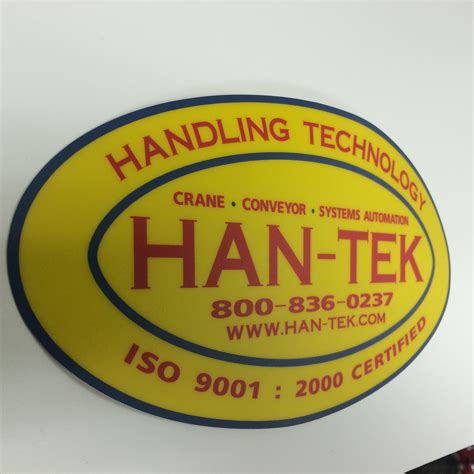 HANDLING TECHNOLOGY
CRANE • CONVEYOR • SYSTEMS AUTOMATION
HAN-TEK
800-836-0237
WWW.HAN-TEK.COM
ISO 9001 : 2000 CERTIFIED